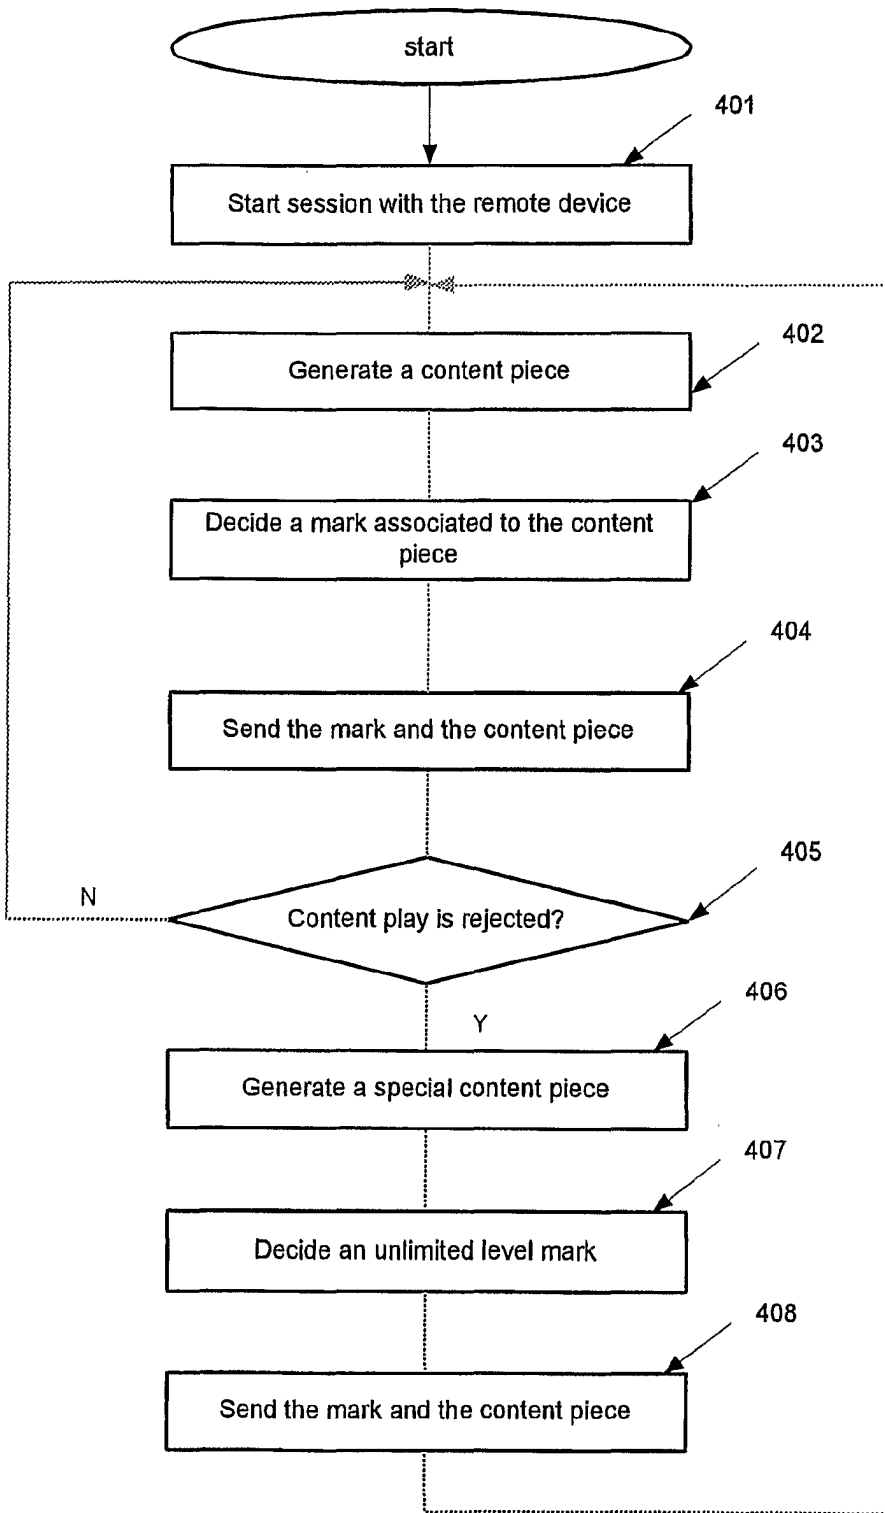 start
401
Start session with the remote device
402
Generate a content piece
403
Decide a mark associated to the content
piece
404
Send the mark and the content piece
405
Content play is rejected?
N
Y
406
Generate a special content piece
407
Decide an unlimited level mark
408
Send the mark and the content piece